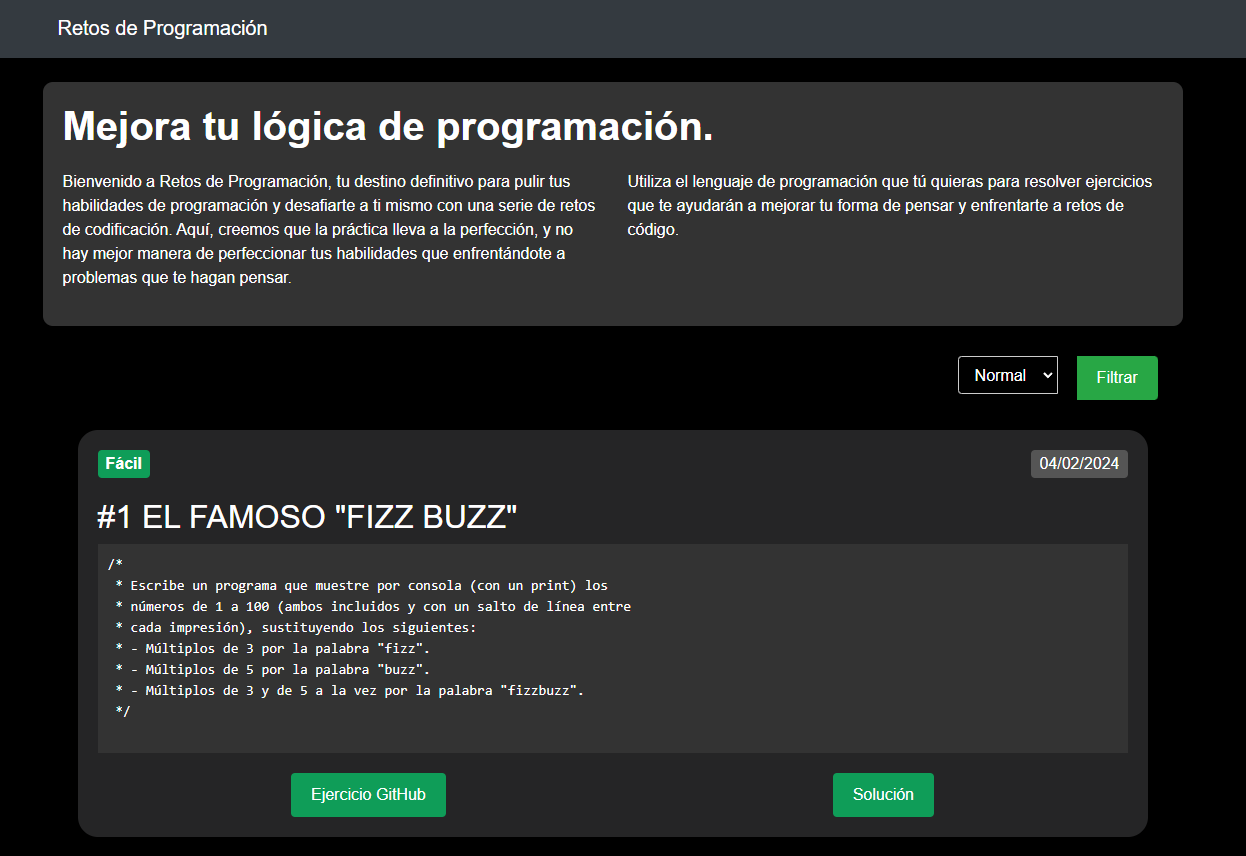 Retos de Programación
Mejora tu lógica de programación.
Bienvenido a Retos de Programación, tu destino definitivo para pulir tus
habilidades de programación y desafiarte a ti mismo con una serie de retos
de codificación. Aquí, creemos que la práctica lleva a la perfección, y no
hay mejor manera de perfeccionar tus habilidades que enfrentándote a
problemas que te hagan pensar.
Utiliza el lenguaje de programación que tú quieras para resolver ejercicios
que te ayudarán a mejorar tu forma de pensar y enfrentarte a retos de
código.
Normal
Filtrar
Fácil
04/02/2024
#1 EL FAMOSO "FIZZ BUZZ"
/*
 * Escribe un programa que muestre por consola (con un print) los
 * números de 1 a 100 (ambos incluidos y con un salto de línea entre
 * cada impresión), sustituyendo los siguientes:
 * - Múltiplos de 3 por la palabra "fizz".
 * - Múltiplos de 5 por la palabra "buzz".
 * - Múltiplos de 3 y de 5 a la vez por la palabra "fizzbuzz".
 */
Ejercicio GitHub
Solución